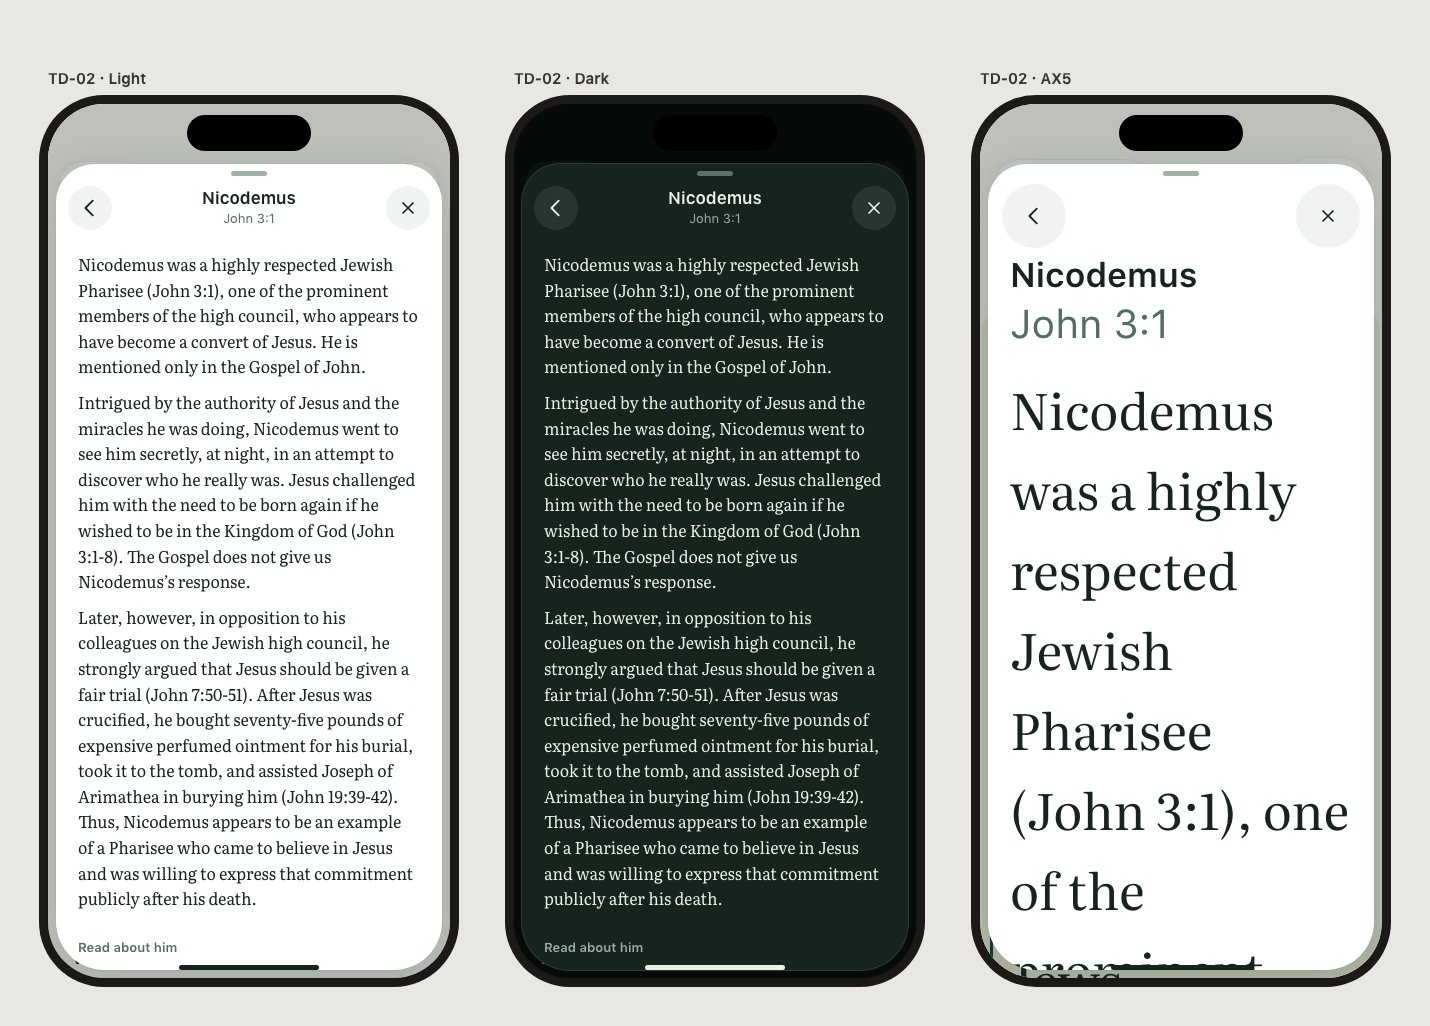 TD-02 · Light
Nicodemus
John 3:1
Nicodemus was a highly respected Jewish
Pharisee (John 3:1), one of the prominent
members of the high council, who appears to
have become a convert of Jesus. He is
mentioned only in the Gospel of John.
Intrigued by the authority of Jesus and the
miracles he was doing, Nicodemus went to
see him secretly, at night, in an attempt to
discover who he really was. Jesus challenged
him with the need to be born again if he
wished to be in the Kingdom of God (John
3:1-8). The Gospel does not give us
Nicodemus’s response.
Later, however, in opposition to his
colleagues on the Jewish high council, he
strongly argued that Jesus should be given a
fair trial (John 7:50-51). After Jesus was
crucified, he bought seventy-five pounds of
expensive perfumed ointment for his burial,
took it to the tomb, and assisted Joseph of
Arimathea in burying him (John 19:39-42).
Thus, Nicodemus appears to be an example
of a Pharisee who came to believe in Jesus
and was willing to express that commitment
publicly after his death.
Read about him
TD-02 · Dark
Nicodemus
John 3:1
Nicodemus was a highly respected Jewish
Pharisee (John 3:1), one of the prominent
members of the high council, who appears to
have become a convert of Jesus. He is
mentioned only in the Gospel of John.
Intrigued by the authority of Jesus and the
miracles he was doing, Nicodemus went to
see him secretly, at night, in an attempt to
discover who he really was. Jesus challenged
him with the need to be born again if he
wished to be in the Kingdom of God (John
3:1-8). The Gospel does not give us
Nicodemus’s response.
Later, however, in opposition to his
colleagues on the Jewish high council, he
strongly argued that Jesus should be given a
fair trial (John 7:50-51). After Jesus was
crucified, he bought seventy-five pounds of
expensive perfumed ointment for his burial,
took it to the tomb, and assisted Joseph of
Arimathea in burying him (John 19:39-42).
Thus, Nicodemus appears to be an example
of a Pharisee who came to believe in Jesus
and was willing to express that commitment
publicly after his death.
Read about him
TD-02 · AX5
Nicodemus
John 3:1
Nicodemus
was a highly
respected
Jewish
Pharisee
(John 3:1), one
of the
prominent